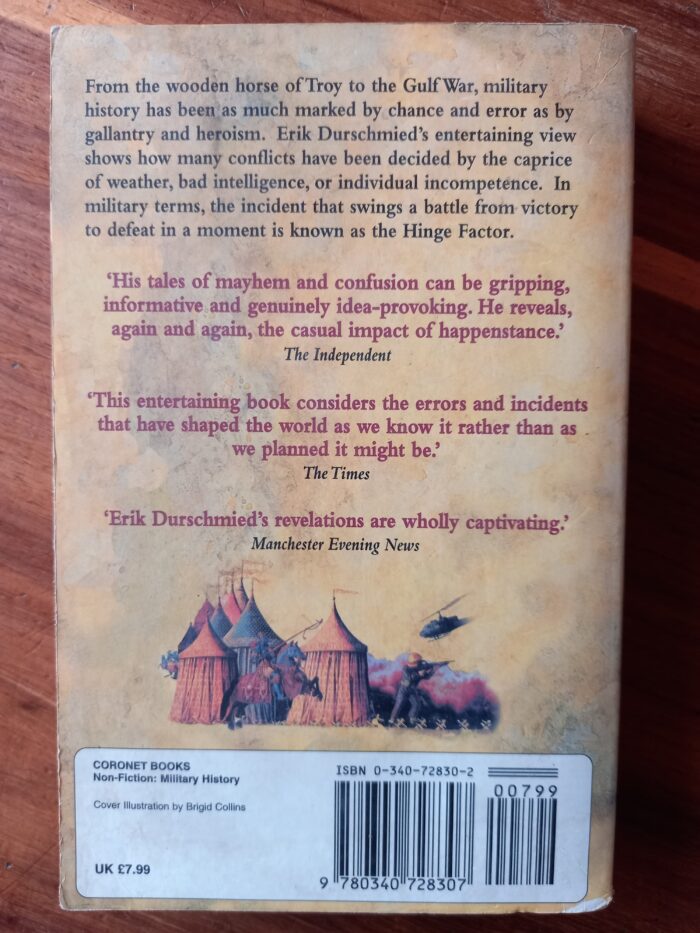 From the wooden horse of Troy to the Gulf War, military
history has been as much marked by chance and error as by
gallantry and heroism. Erik Durschmied's entertaining view
shows how many conflicts have been decided by the caprice
of weather, bad intelligence, or individual incompetence. In
military terms, the incident that swings a battle from victory
to defeat in a moment is known as the Hinge Factor.
‘His tales of mayhem and confusion can be gripping,
informative and genuinely idea-provoking. He reveals,
again and again, the casual impact of happenstance.’
The Independent
‘This entertaining book considers the errors and incidents
that have shaped the world as we know it rather than as
we planned it might be.’
The Times
‘Erik Durschmied’s revelations are wholly captivating.’
Manchester Evening News
CORONET BOOKS
Non-Fiction: Military History
Cover Illustration by Brigid Collins
UK £7.99
ISBN 0-340-72830-2
00799
9 780340 728307